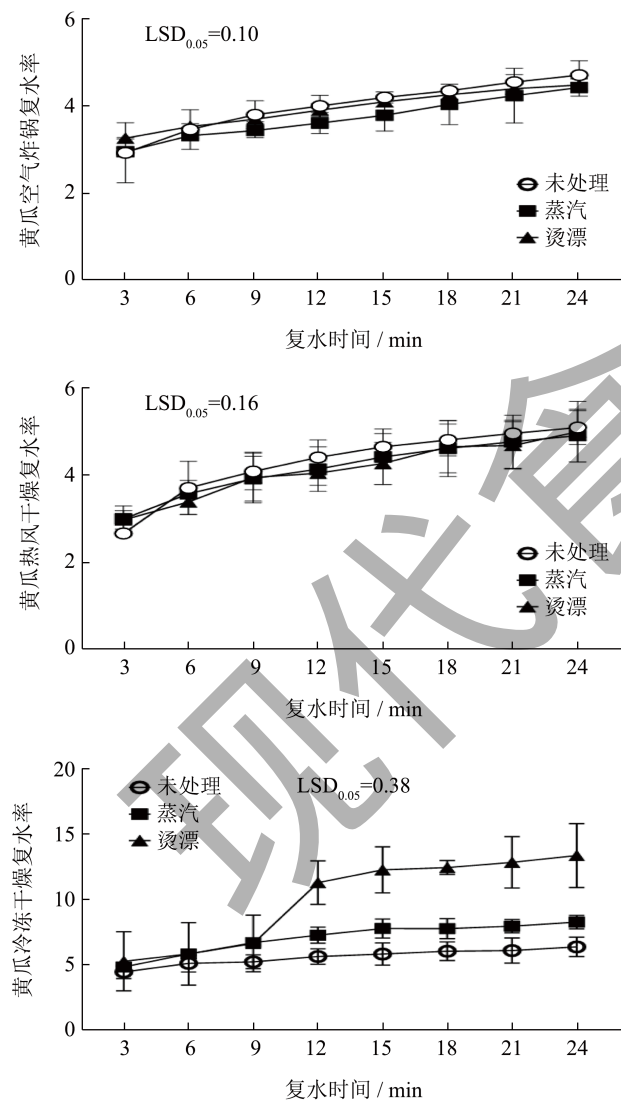 6
LSD0.05=0.10
4
2
0
黄瓜空气炸锅复水率
未处理
蒸汽
烫漂
3 6 9 12 15 18 21 24
复水时间 / min
6
LSD0.05=0.16
4
2
0
黄瓜热风干燥复水率
未处理
蒸汽
烫漂
3 6 9 12 15 18 21 24
复水时间 / min
20
LSD0.05=0.38
15
10
5
0
黄瓜冷冻干燥复水率
未处理
蒸汽
烫漂
3 6 9 12 15 18 21 24
复水时间 / min
现代食